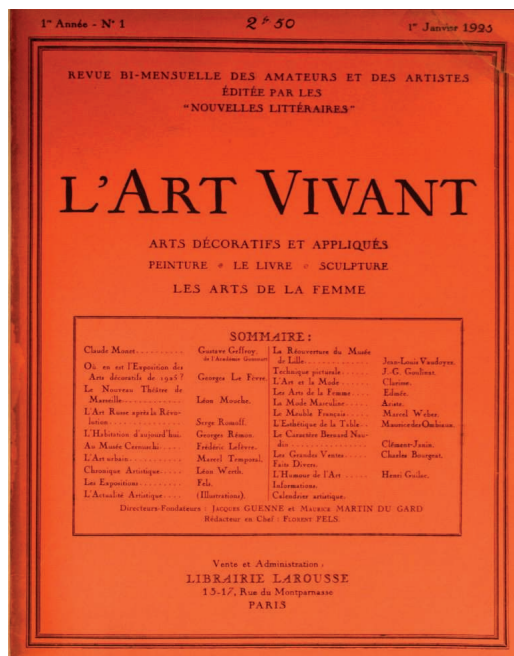 1re Année - N° 1
2f 50
1er Janvier 1925
REVUE BI-MENSUELLE DES AMATEURS ET DES ARTISTES
ÉDITÉE PAR LES
"NOUVELLES LITTÉRAIRES"
L'ART VIVANT
ARTS DÉCORATIFS ET APPLIQUÉS
PEINTURE LE LIVRE SCULPTURE
LES ARTS DE LA FEMME
SOMMAIRE :
Claude Monet.......... Gustave Geffroy,
de l'Académie Goncourt
Où en est l'Exposition des
Arts décoratifs de 1925 ? Georges Le Fèvre.
Le Nouveau Théâtre de
Marseille............ Léon Moucha.
L'Art Russe après la Révo-
lution............... Serge Romoff.
L'Habitation d'aujourd'hui. Georges Rémon.
Au Musée Cernuschi.... Frédéric Lefèvre.
L'Art urbain.......... Marcel Temporal.
Chronique Artistique.... Léon Werth.
Les Expositions........ Fels.
L'Actualité Artistique.... (Illustrations).
La Réouverture du Musée
de Lille............. Jean-Louis Vaudoyer.
Technique picturale..... J.-G. Goulinat.
L'Art et la Mode...... Clarisse.
Les Arts de la Femme... Edmée.
La Mode Masculine.... Ariste.
Le Meuble Français.... Marcel Weber.
L'Esthétique de la Table.. Maurice des Ombiaux.
Le Caractère Bernard Nau-
din................. Clément-Janin.
Les Grandes Ventes.... Charles Bourgeat.
Faits Divers.
L'Humour de l'Art..... Henri Guilac.
Informations.
Calendrier artistique.
Directeurs-Fondateurs : JACQUES GUENNE et MAURICE MARTIN DU GARD
Rédacteur en Chef : FLORENT FELS.
Vente et Administration :
LIBRAIRIE LAROUSSE
13-17, Rue du Montparnasse
PARIS